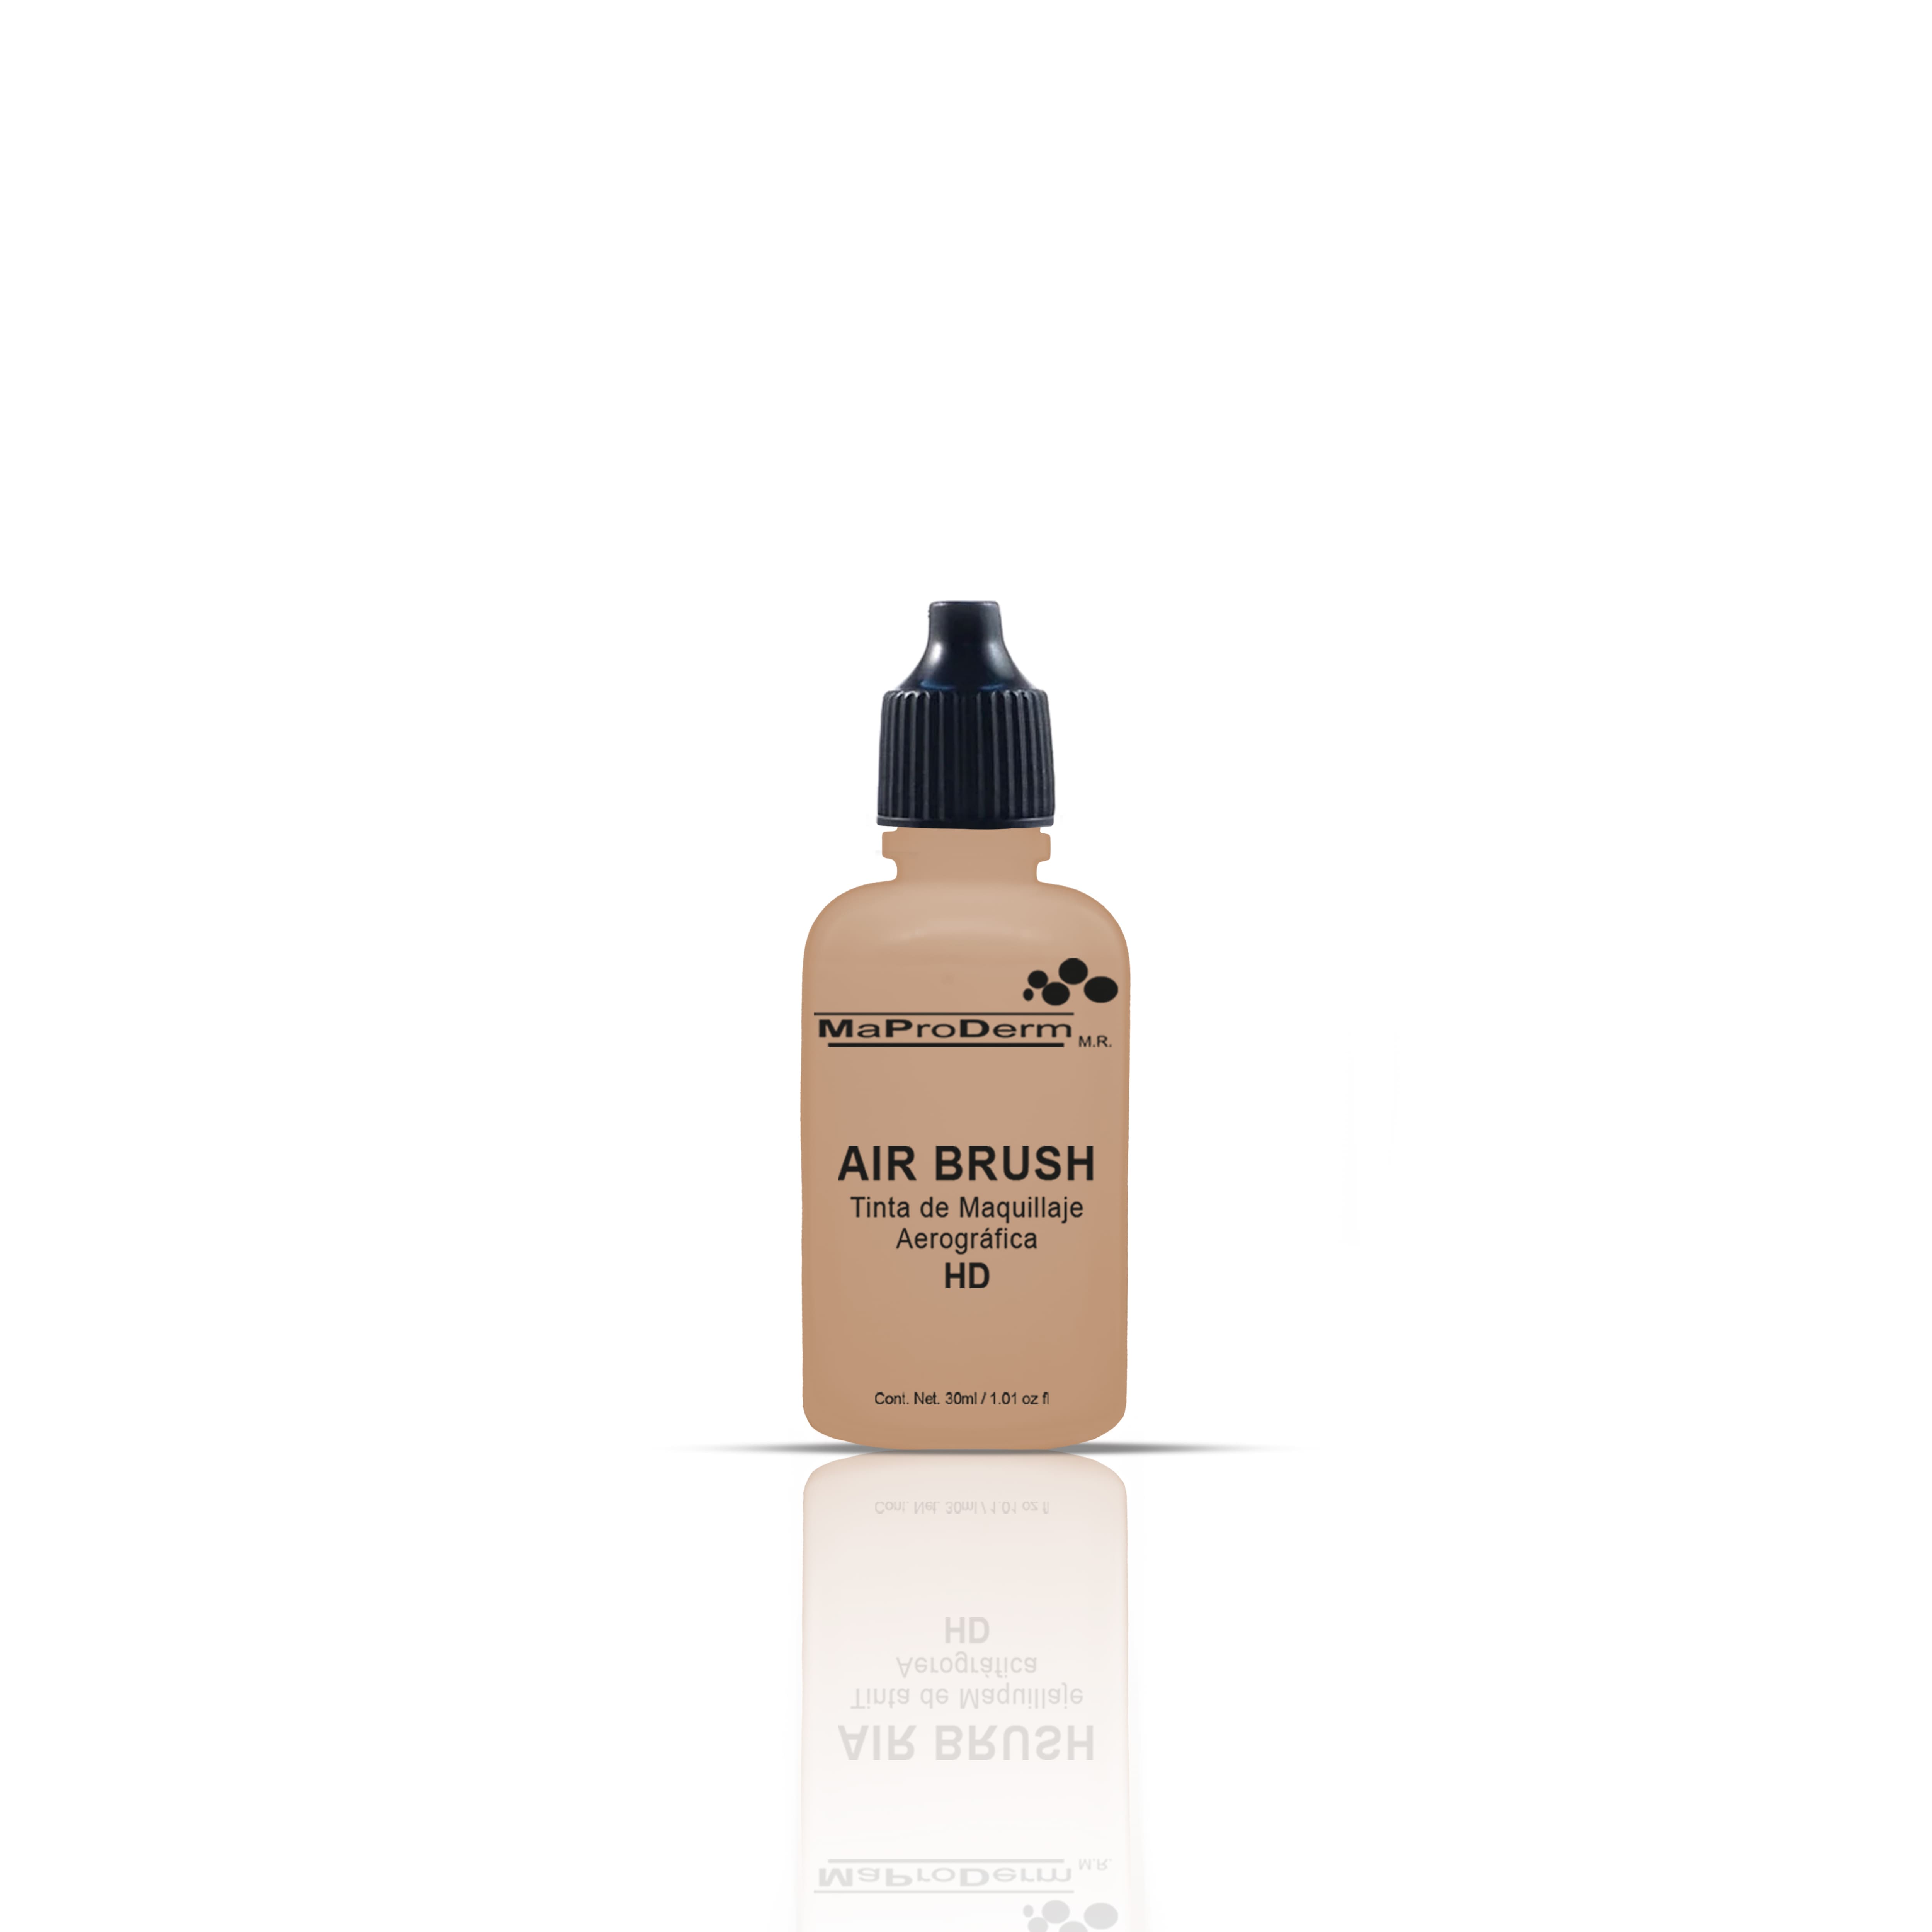 MaProDerm M.R.
AIR BRUSH
Tinta de Maquillaje
Aerográfica
HD
Cont. Net. 30ml / 1.01 oz fl